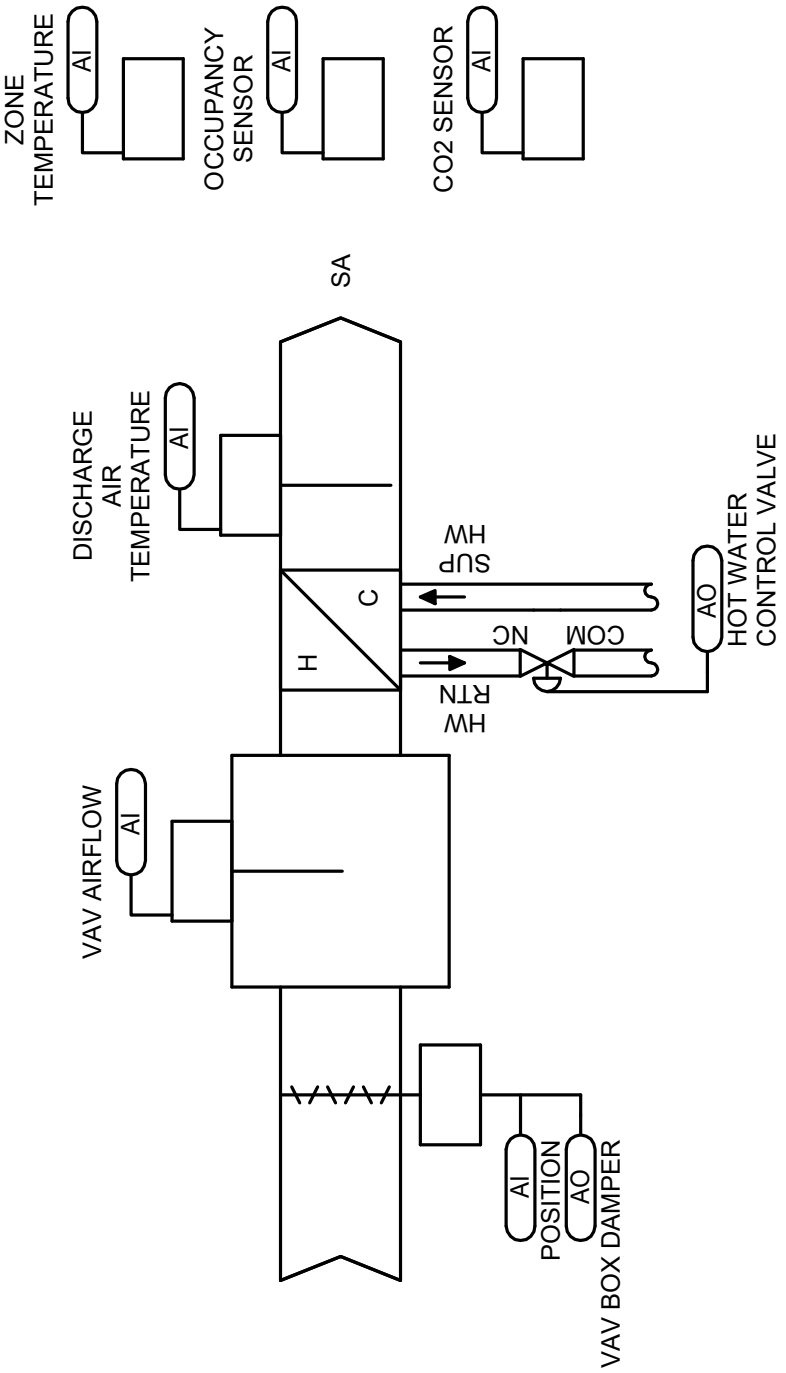 ZONE
TEMPERATURE
AI
OCCUPANCY
SENSOR
AI
CO2 SENSOR
AI
DISCHARGE
AIR
TEMPERATURE
AI
SA
VAV AIRFLOW
AI
H
C
HW
SUP
HW
RTN
NC
COM
AO
HOT WATER
CONTROL VALVE
AI
POSITION
AO
VAV BOX DAMPER